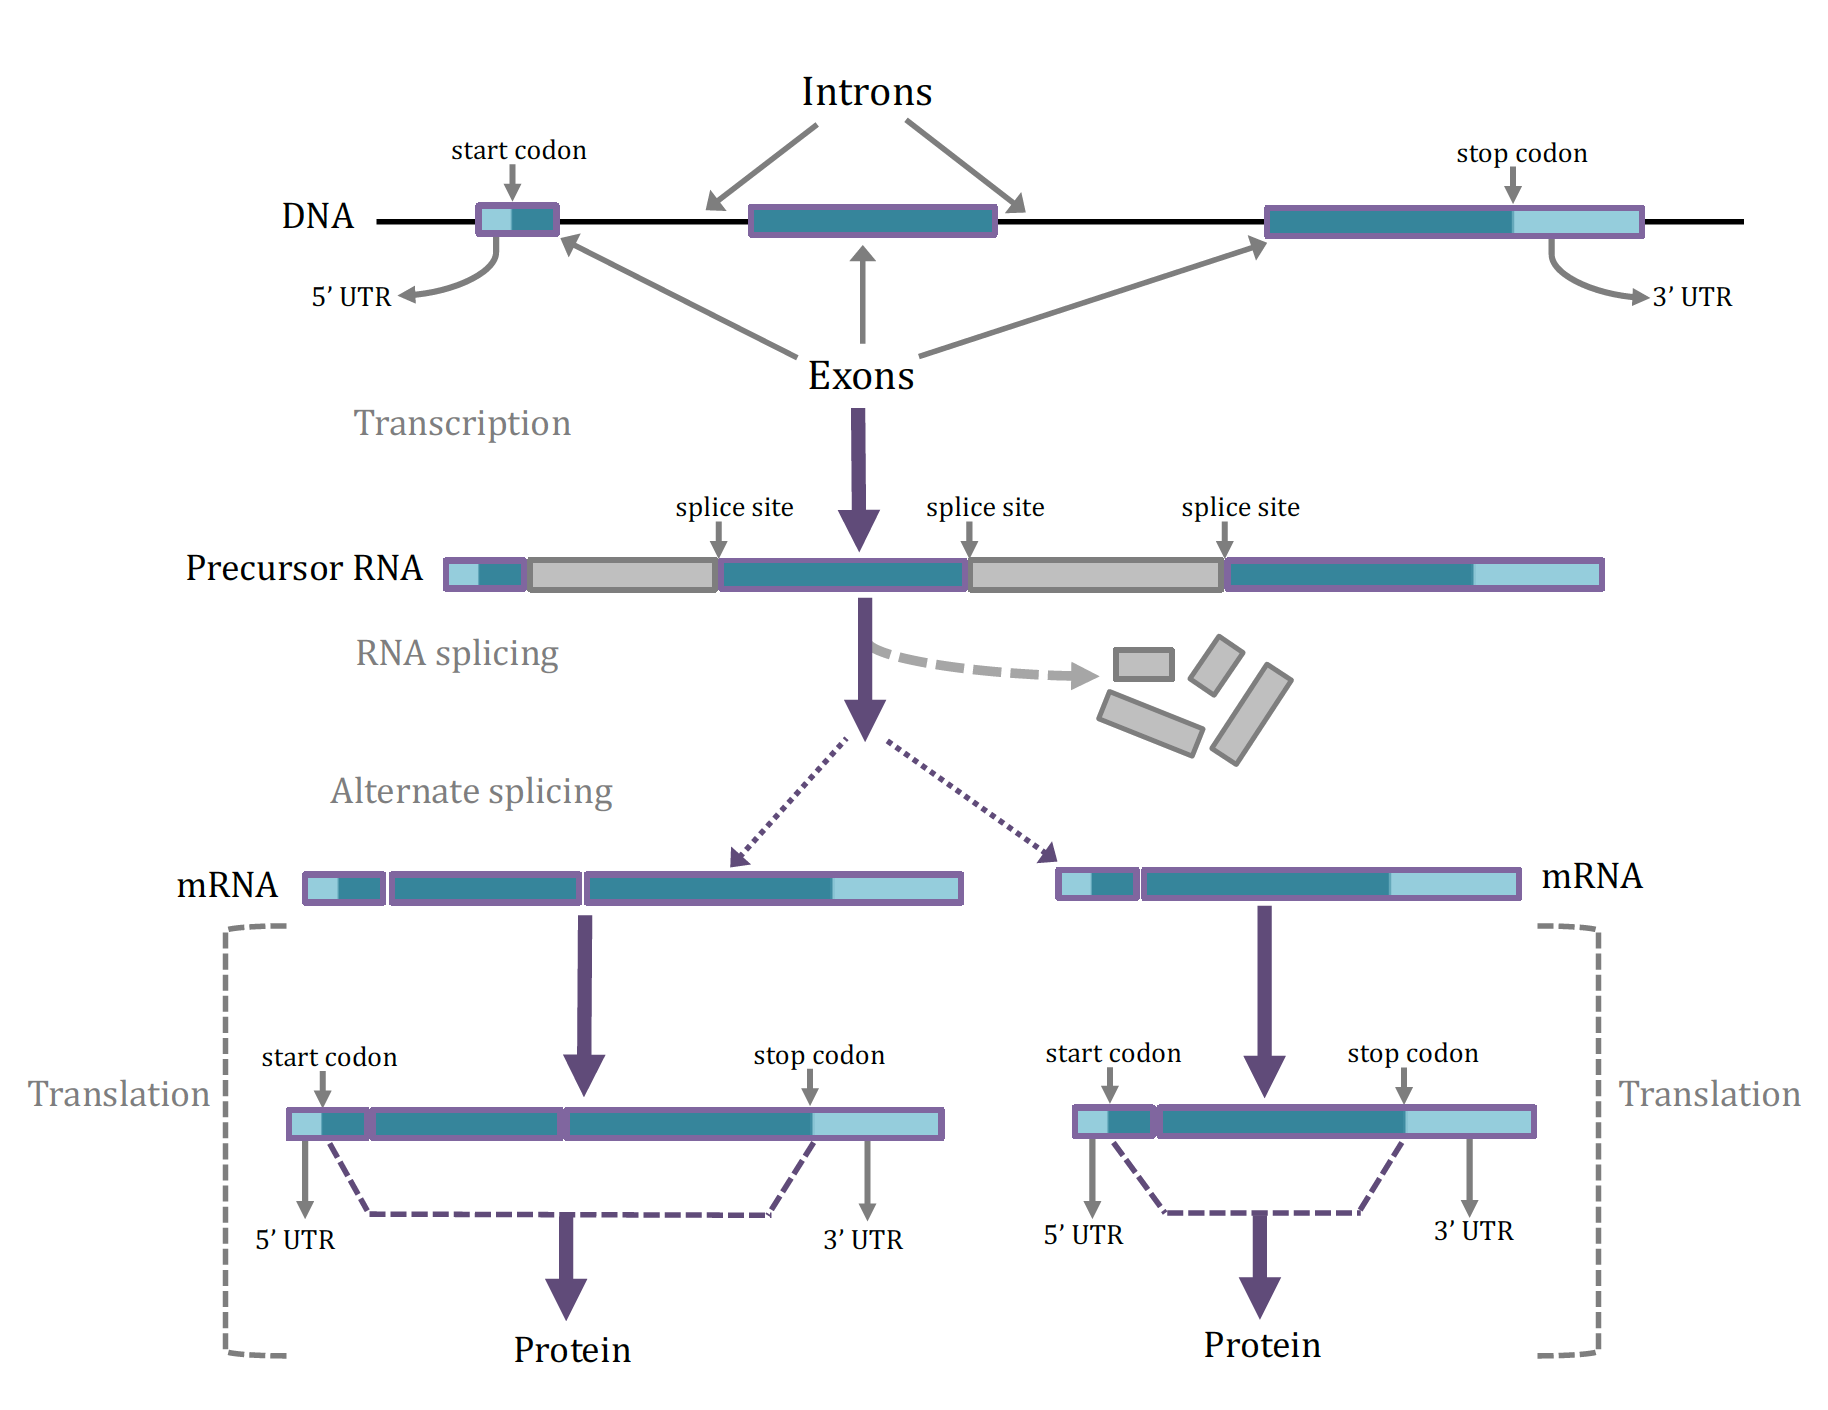 Introns
start codon
stop codon
DNA
5’ UTR
3’ UTR
Exons
Transcription
splice site
splice site
splice site
Precursor RNA
RNA splicing
Alternate splicing
mRNA
mRNA
start codon
stop codon
start codon
stop codon
Translation
Translation
5’ UTR
3’ UTR
5’ UTR
3’ UTR
Protein
Protein